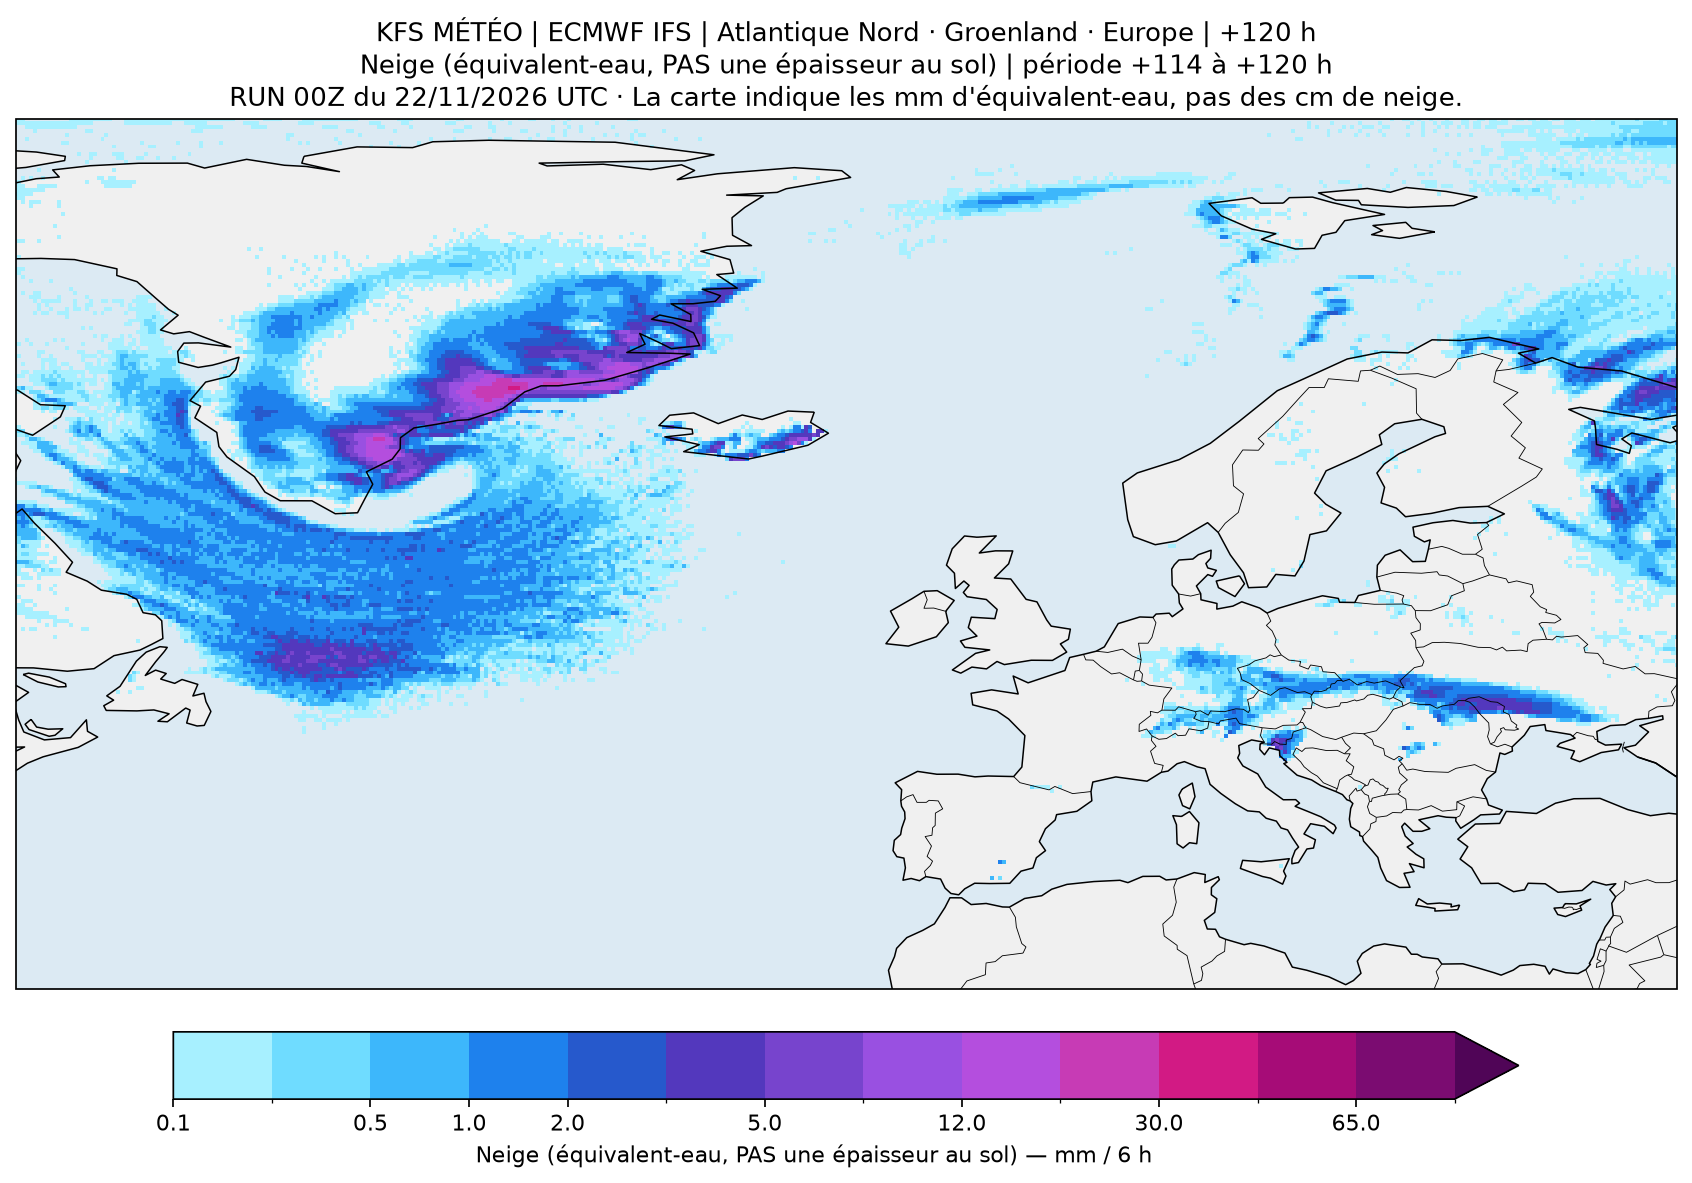 KFS MÉTÉO | ECMWF IFS | Atlantique Nord · Groenland · Europe | +120 h
Neige (équivalent-eau, PAS une épaisseur au sol) | période +114 à +120 h
RUN 00Z du 22/11/2026 UTC · La carte indique les mm d'équivalent-eau, pas des cm de neige.
0.1 0.5 1.0 2.0 5.0 12.0 30.0 65.0
Neige (équivalent-eau, PAS une épaisseur au sol) — mm / 6 h